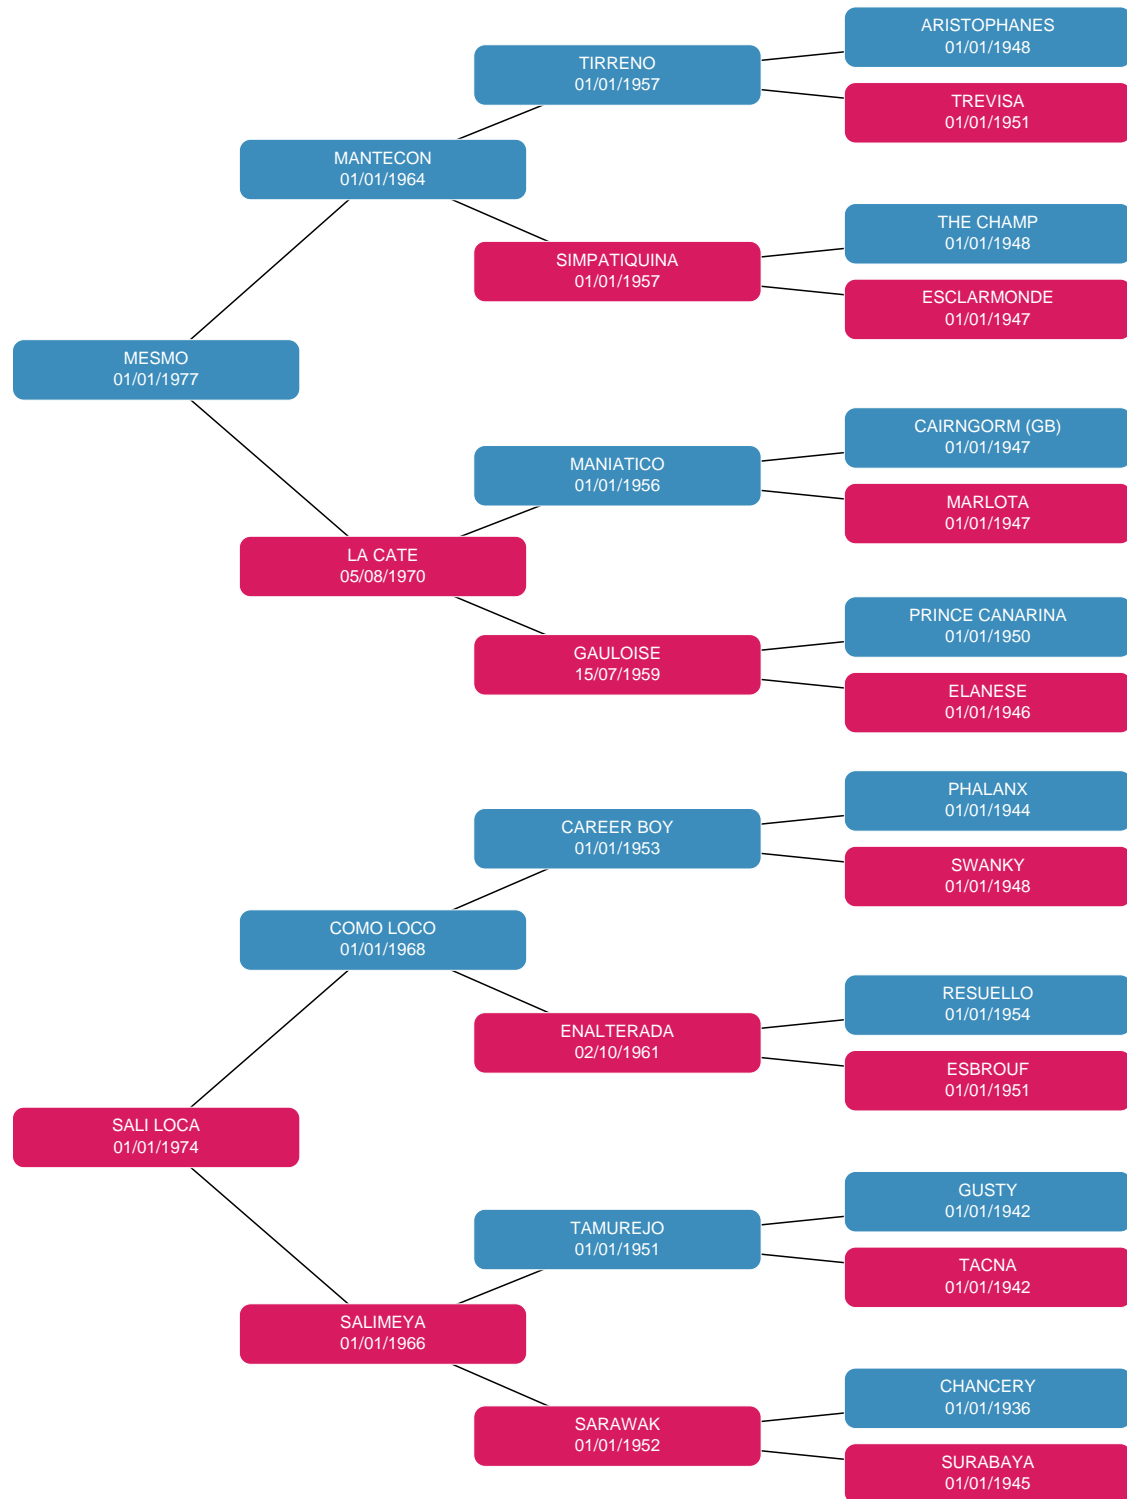 ARISTOPHANES
01/01/1948
TIRRENO
01/01/1957
TREVISA
01/01/1951
MANTECON
01/01/1964
THE CHAMP
01/01/1948
SIMPATIQUINA
01/01/1957
ESCLARMONDE
01/01/1947
MESMO
01/01/1977
CAIRNGORM (GB)
01/01/1947
MANIATICO
01/01/1956
MARLOTA
01/01/1947
LA CATE
05/08/1970
PRINCE CANARINA
01/01/1950
GAULOISE
15/07/1959
ELANESE
01/01/1946
PHALANX
01/01/1944
CAREER BOY
01/01/1953
SWANKY
01/01/1948
COMO LOCO
01/01/1968
RESUELLO
01/01/1954
ENALTERADA
02/10/1961
ESBROUF
01/01/1951
SALI LOCA
01/01/1974
GUSTY
01/01/1942
TAMUREJO
01/01/1951
TACNA
01/01/1942
SALIMEYA
01/01/1966
CHANCERY
01/01/1936
SARAWAK
01/01/1952
SURABAYA
01/01/1945